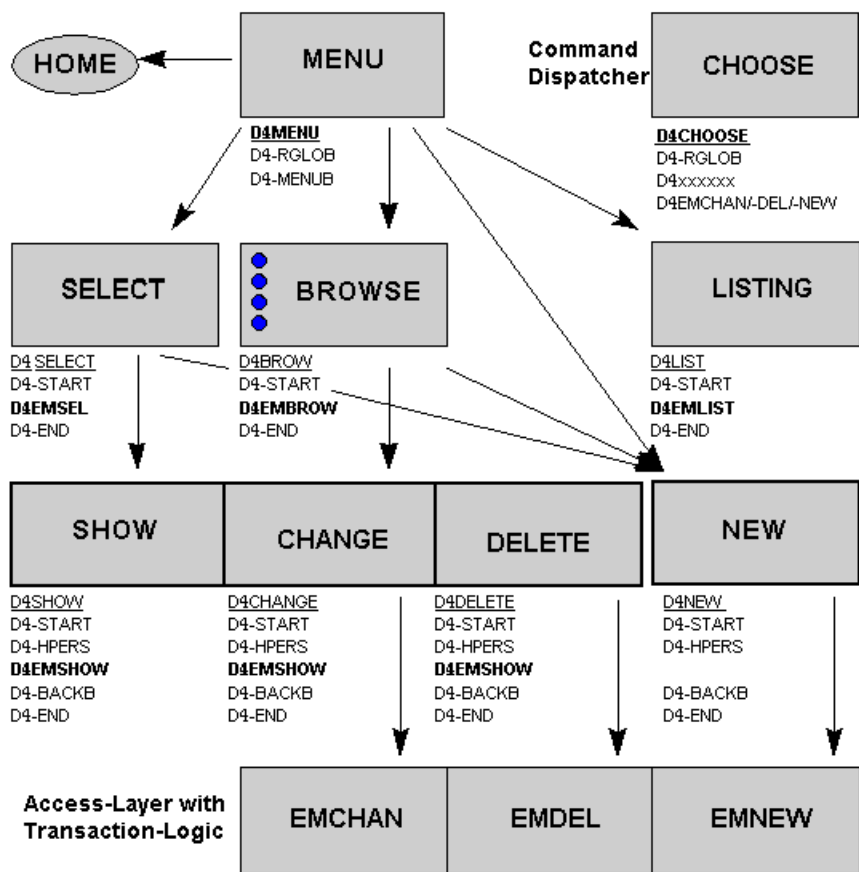 HOME
MENU
Command
Dispatcher
CHOOSE
D4MENU
D4-RGLOB
D4-MENUB
D4CHOOSE
D4-RGLOB
D4xxxxxx
D4EMCHAN/-DEL/-NEW
SELECT
BROWSE
LISTING
D4 SELECT
D4-START
D4EMSEL
D4-END
D4BROW
D4-START
D4EMBROW
D4-END
D4LIST
D4-START
D4EMLIST
D4-END
SHOW
CHANGE
DELETE
NEW
D4SHOW
D4-START
D4-HPERS
D4EMSHOW
D4-BACKB
D4-END
D4CHANGE
D4-START
D4-HPERS
D4EMSHOW
D4-BACKB
D4-END
D4DELETE
D4-START
D4-HPERS
D4EMSHOW
D4-BACKB
D4-END
D4NEW
D4-START
D4-HPERS
D4-BACKB
D4-END
Access-Layer with
Transaction-Logic
EMCHAN
EMDEL
EMNEW